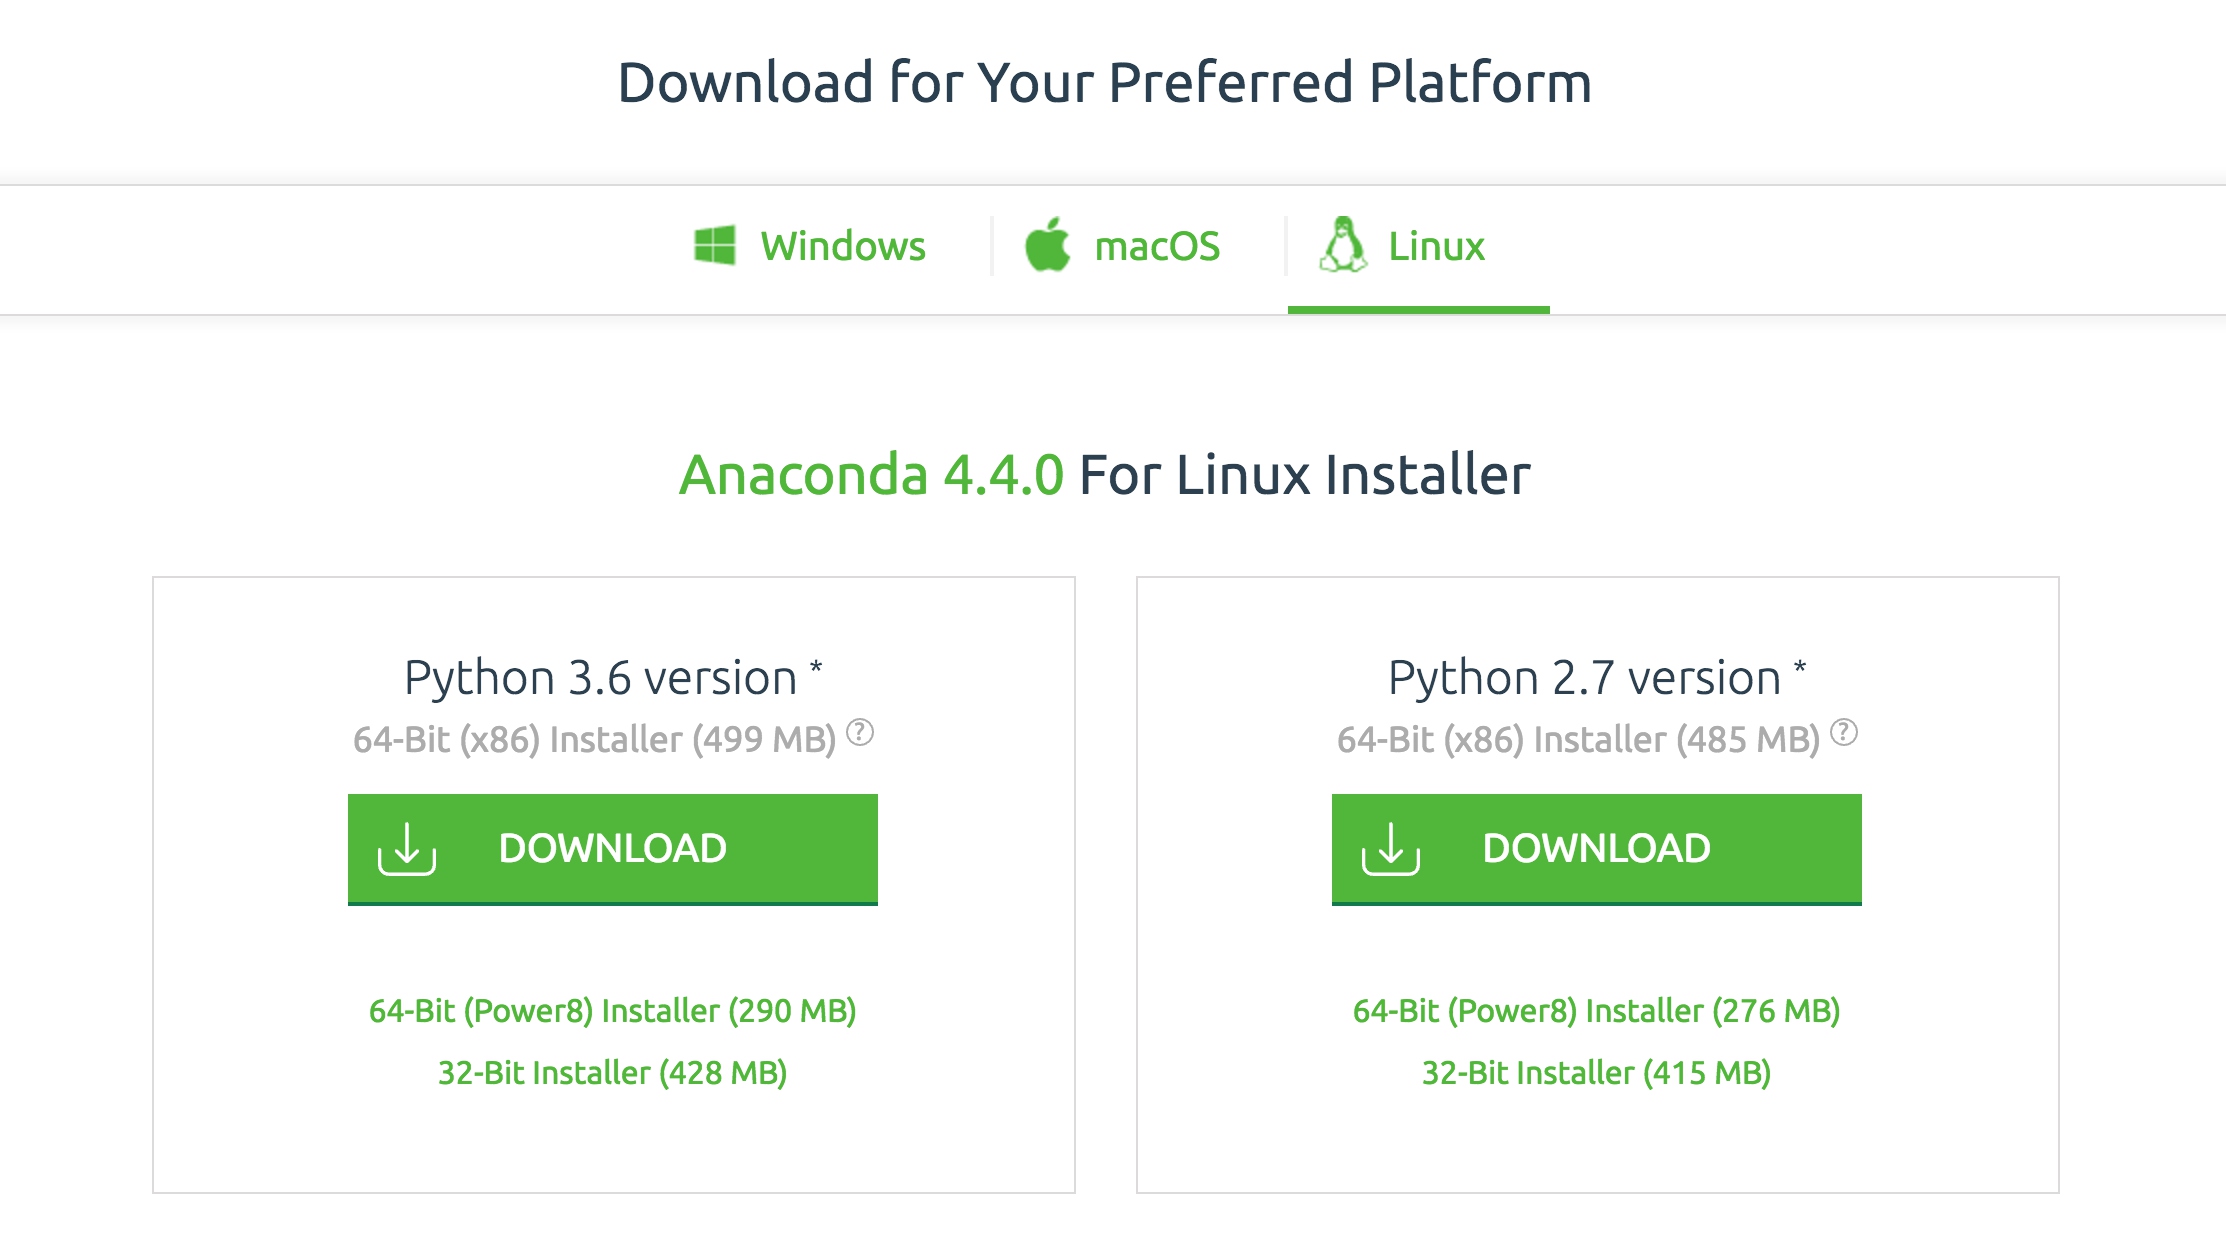 Download for Your Preferred Platform
Windows
macOS
Linux
Anaconda 4.4.0 For Linux Installer
Python 3.6 version *
64-Bit (x86) Installer (499 MB) ?
DOWNLOAD
64-Bit (Power8) Installer (290 MB)
32-Bit Installer (428 MB)
Python 2.7 version *
64-Bit (x86) Installer (485 MB) ?
DOWNLOAD
64-Bit (Power8) Installer (276 MB)
32-Bit Installer (415 MB)